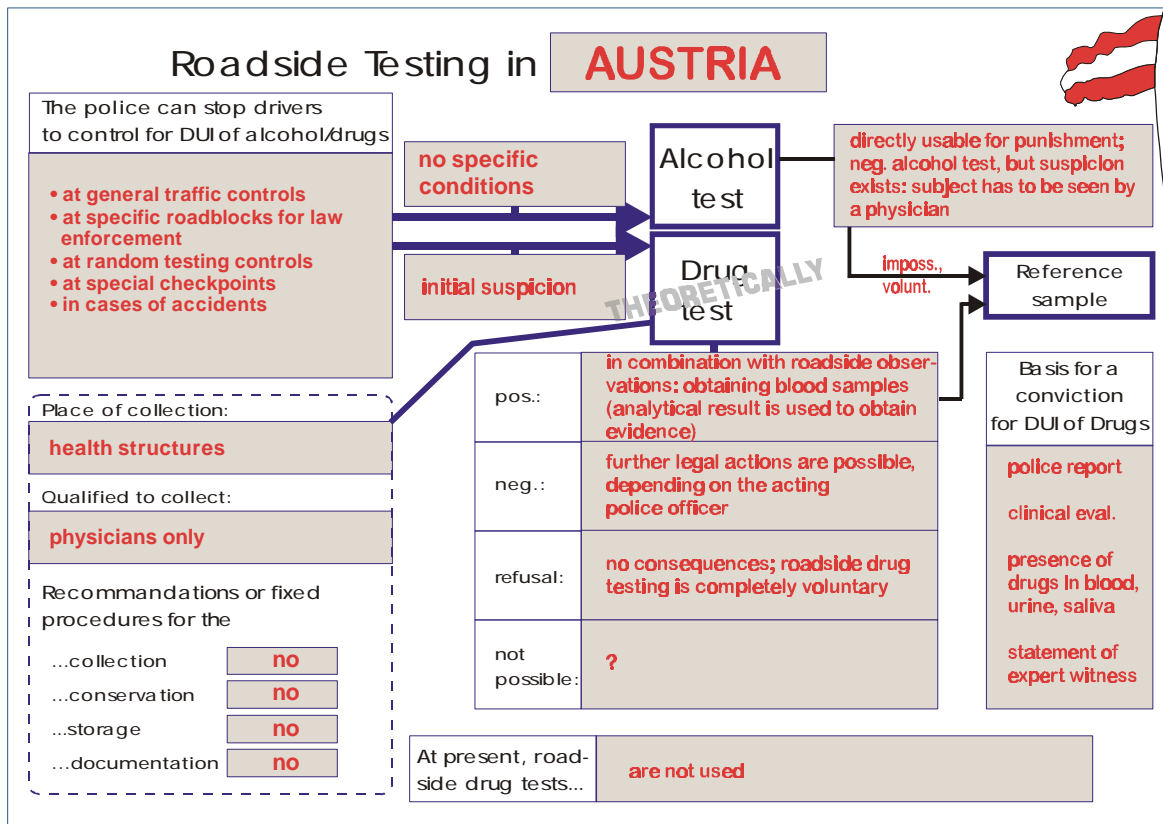 Roadside Testing in AUSTRIA
The police can stop drivers
to control for DUI of alcohol/drugs
• at general traffic controls
• at specific roadblocks for law
enforcement
• at random testing controls
• at special checkpoints
• in cases of accidents
no specific
conditions
initial suspicion
Alcohol
test
Drug
test
THEORETICALLY
directly usable for punishment;
neg. alcohol test, but suspicion
exists: subject has to be seen by
a physician
imposs.,
volunt.
Reference
sample
Place of collection:
health structures
Qualified to collect:
physicians only
Recommandations or fixed
procedures for the
...collection no
...conservation no
...storage no
...documentation no
pos.:
in combination with roadside obser-
vations: obtaining blood samples
(analytical result is used to obtain
evidence)
neg.:
further legal actions are possible,
depending on the acting
police officer
refusal:
no consequences; roadside drug
testing is completely voluntary
not
possible:
?
Basis for a
conviction
for DUI of Drugs
police report
clinical eval.
presence of
drugs In blood,
urine, saliva
statement of
expert witness
At present, road-
side drug tests...
are not used